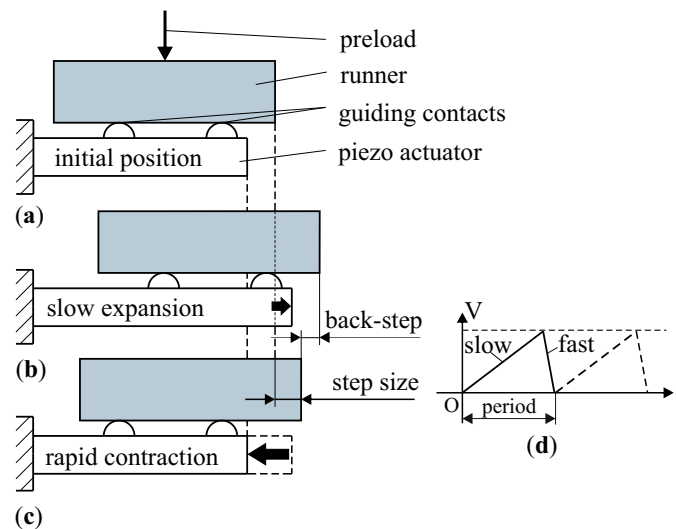 preload
runner
guiding contacts
initial position
piezo actuator
(a)
slow expansion
back-step
(b)
step size
rapid contraction
(c)
V
slow
fast
O
period
(d)